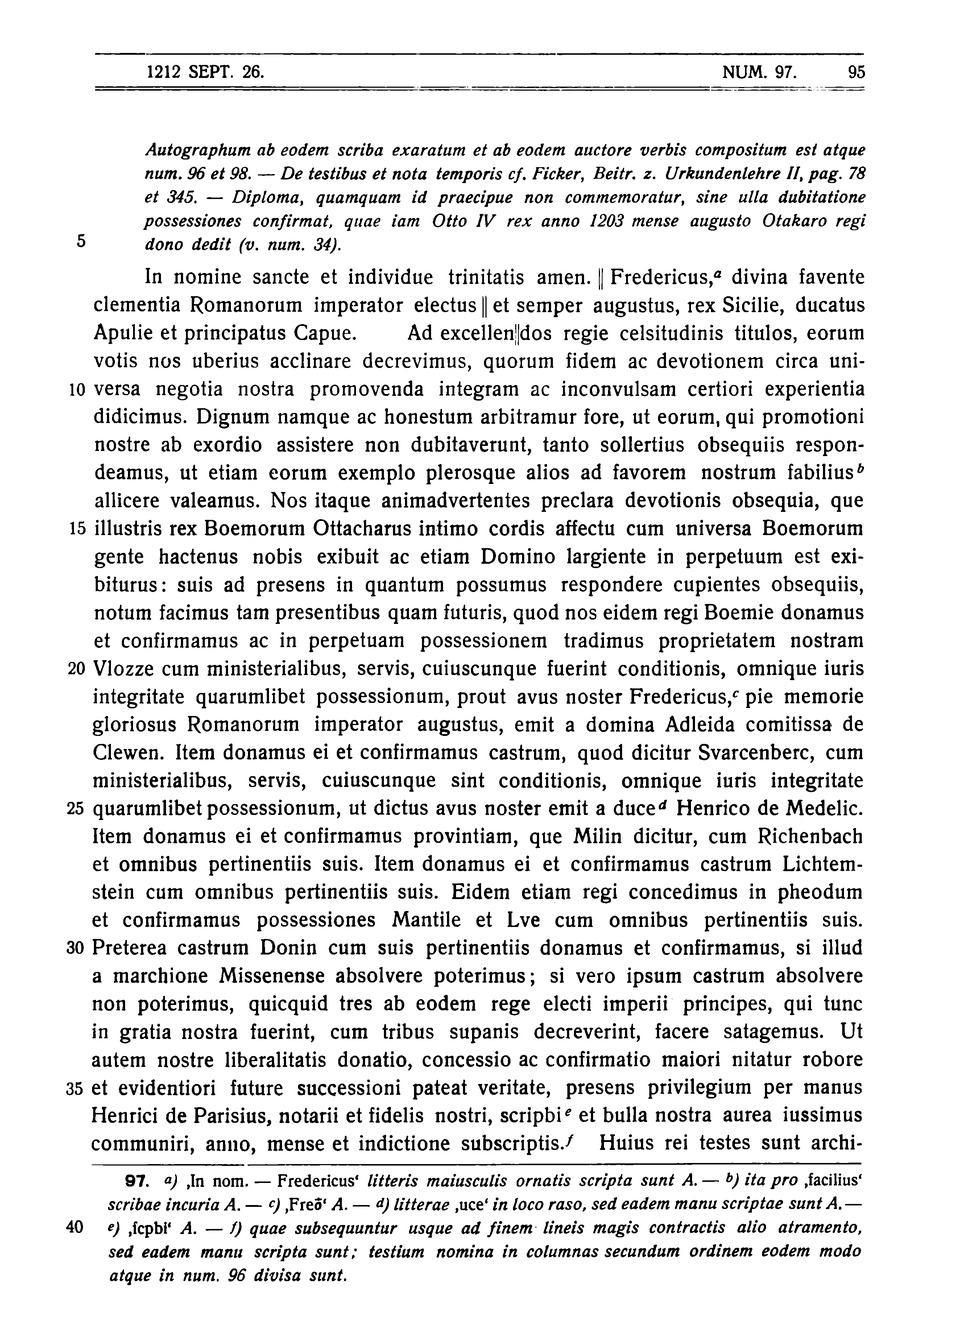 1212 SEPT. 26. NUM. 97. 95
Autographum ab eodem scriba exaratum et ab eodem auctore verbis compositum est atque
num. 96 et 98. — De testibus et nota temporis cf. Ficker, Beitr. z. Urkundenlehre II, pag. 78
et 345. — Diploma, quamquam id praecipue non commemoratur, sine ulla dubitatione
possessiones confirmat, quae iam Otto IV rex anno 1203 mense augusto Otakaro regi
5 dono dedit (v. num. 34).
In nomine sancte et individue trinitatis amen. || Fredericus,a divina favente
clementia Romanorum imperator electus || et semper augustus, rex Sicilie, ducatus
Apulie et principatus Capue. Ad excellen||dos regie celsitudinis titulos, eorum
votis nos uberius acclinare decrevimus, quorum fidem ac devotionem circa uni-
10 versa negotia nostra promovenda integram ac inconvulsam certiori experientia
didicimus. Dignum namque ac honestum arbitramur fore, ut eorum, qui promotioni
nostre ab exordio assistere non dubitaverunt, tanto sollertius obsequiis respon-
deamus, ut etiam eorum exemplo plerosque alios ad favorem nostrum fabilius b
allicere valeamus. Nos itaque animadvertentes preclara devotionis obsequia, que
15 illustris rex Boemorum Ottacharus intimo cordis affectu cum universa Boemorum
gente hactenus nobis exibuit ac etiam Domino largiente in perpetuum est exi-
biturus: suis ad presens in quantum possumus respondere cupientes obsequiis,
notum facimus tam presentibus quam futuris, quod nos eidem regi Boemie donamus
et confirmamus ac in perpetuam possessionem tradimus proprietatem nostram
20 Vlozze cum ministerialibus, servis, cuiuscunque fuerint conditionis, omnique iuris
integritate quarumlibet possessionum, prout avus noster Fredericus,c pie memorie
gloriosus Romanorum imperator augustus, emit a domina Adleida comitissa de
Clewen. Item donamus ei et confirmamus castrum, quod dicitur Svarcenberc, cum
ministerialibus, servis, cuiuscunque sint conditionis, omnique iuris integritate
25 quarumlibet possessionum, ut dictus avus noster emit a duce d Henrico de Medelic.
Item donamus ei et confirmamus provintiam, que Milin dicitur, cum Richenbach
et omnibus pertinentiis suis. Item donamus ei et confirmamus castrum Lichtem-
stein cum omnibus pertinentiis suis. Eidem etiam regi concedimus in pheodum
et confirmamus possessiones Mantile et Lve cum omnibus pertinentiis suis.
30 Preterea castrum Donin cum suis pertinentiis donamus et confirmamus, si illud
a marchione Missenense absolvere poterimus; si vero ipsum castrum absolvere
non poterimus, quicquid tres ab eodem rege electi imperii principes, qui tunc
in gratia nostra fuerint, cum tribus supanis decreverint, facere satagemus. Ut
autem nostre liberalitatis donatio, concessio ac confirmatio maiori nitatur robore
35 et evidentiori future successioni pateat veritate, presens privilegium per manus
Henrici de Parisius, notarii et fidelis nostri, scripbi e et bulla nostra aurea iussimus
communiri, anno, mense et indictione subscriptis.f Huius rei testes sunt archi-
97. a) ‚In nom. — Fredericus‘ litteris maiusculis ornatis scripta sunt A. — b) ita pro ‚facilius‘
scribae incuria A. — c) ‚Freð‘ A. — d) litterae ‚uce‘ in loco raso, sed eadem manu scriptae sunt A. —
40 e) ‚ſcpbi‘ A. — f) quae subsequuntur usque ad finem lineis magis contractis alio atramento,
sed eadem manu scripta sunt; testium nomina in columnas secundum ordinem eodem modo
atque in num. 96 divisa sunt.